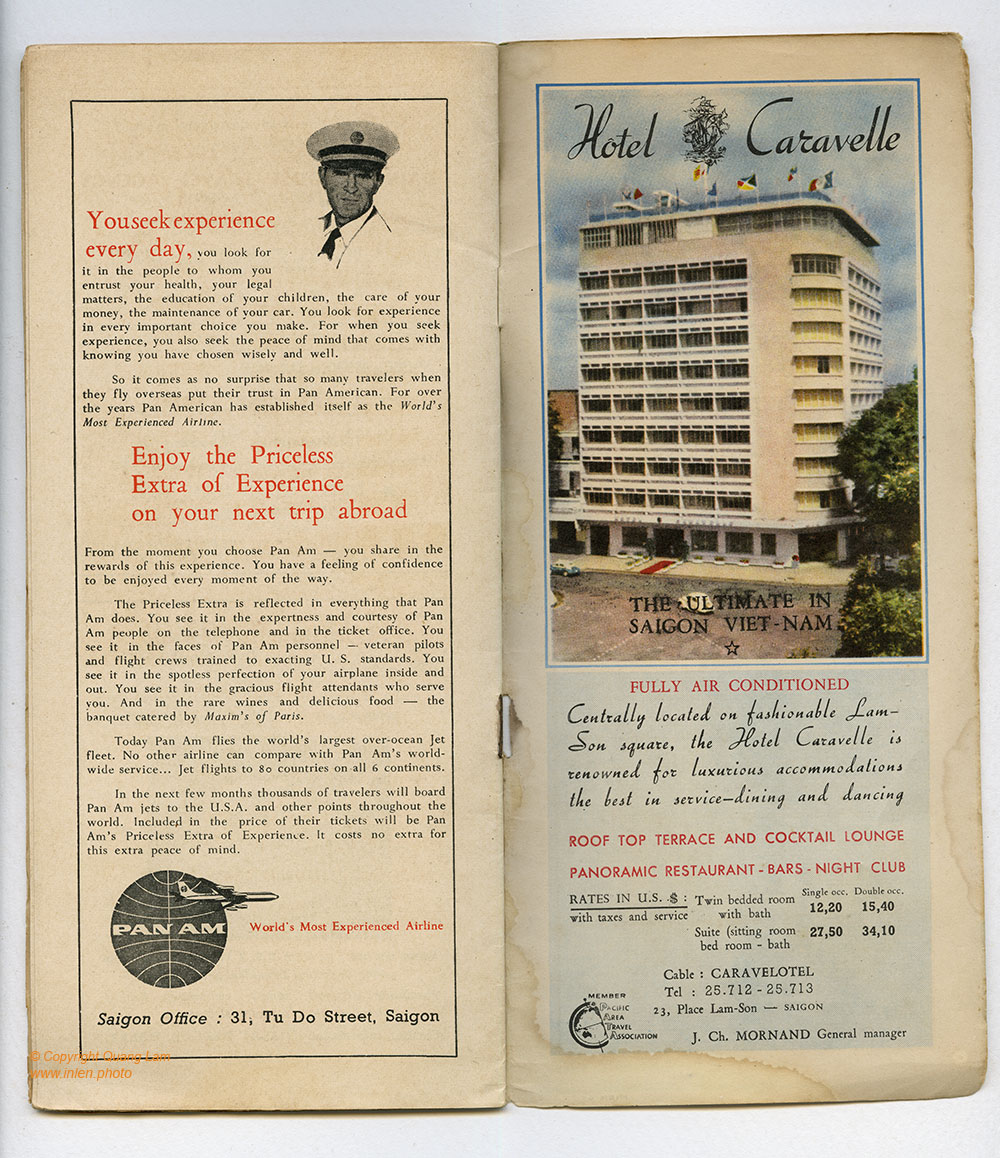 Youseekexperience
every day, you look for
it in the people to whom you
entrust your health, your legal
matters, the education of your children, the care of your
money, the maintenance of your car. You look for experience
in every important choice you make. For when you seek
experience, you also seek the peace of mind that comes with
knowing you have chosen wisely and well.
So it comes as no surprise that so many travelers when
they fly overseas put their trust in Pan American. For over
the years Pan American has established itself as the World's
Most Experienced Airline.
Enjoy the Priceless
Extra of Experience
on your next trip abroad
From the moment you choose Pan Am — you share in the
rewards of this experience. You have a feeling of confidence
to be enjoyed every moment of the way.
The Priceless Extra is reflected in everything that Pan
Am does. You see it in the expertness and courtesy of Pan
Am people on the telephone and in the ticket office. You
see it in the faces of Pan Am personnel — veteran pilots
and flight crews trained to exacting U. S. standards. You
see it in the spotless perfection of your airplane inside and
out. You see it in the gracious flight attendants who serve
you. And in the rare wines and delicious food — the
banquet catered by Maxim's of Paris.
Today Pan Am flies the world's largest over-ocean Jet
fleet. No other airline can compare with Pan Am's world-
wide service... Jet flights to 80 countries on all 6 continents.
In the next few months thousands of travelers will board
Pan Am jets to the U.S.A. and other points throughout the
world. Included in the price of their tickets will be Pan
Am's Priceless Extra of Experience. It costs no extra for
this extra peace of mind.
PAN AM
World's Most Experienced Airline
Saigon Office : 31, Tu Do Street, Saigon
© Copyright Quang Lam
www.inlen.photo
Hotel Caravelle
THE ULTIMATE IN
SAIGON VIET-NAM
FULLY AIR CONDITIONED
Centrally located on fashionable Lam-
Son square, the Hotel Caravelle is
renowned for luxurious accommodations
the best in service-dining and dancing
ROOF TOP TERRACE AND COCKTAIL LOUNGE
PANORAMIC RESTAURANT - BARS - NIGHT CLUB
Single occ. Double occ.
RATES IN U.S. $ : Twin bedded room 12,20 15,40
with taxes and service with bath
Suite (sitting room 27,50 34,10
bed room - bath
Cable : CARAVELOTEL
Tel : 25.712 - 25.713
23, Place Lam-Son — SAIGON
J. Ch. MORNAND General manager
MEMBER
PACIFIC
AREA
TRAVEL
ASSOCIATION